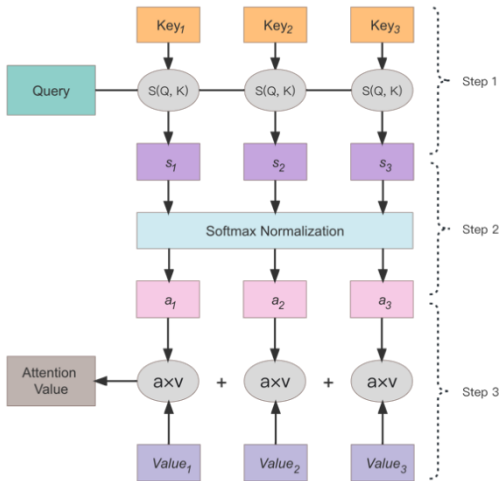 Key1 Key2 Key3
Step 1
Query S(Q, K) S(Q, K) S(Q, K)
s1 s2 s3
Step 2
Softmax Normalization
a1 a2 a3
Attention
Value
a×v + a×v + a×v
Step 3
Value1 Value2 Value3